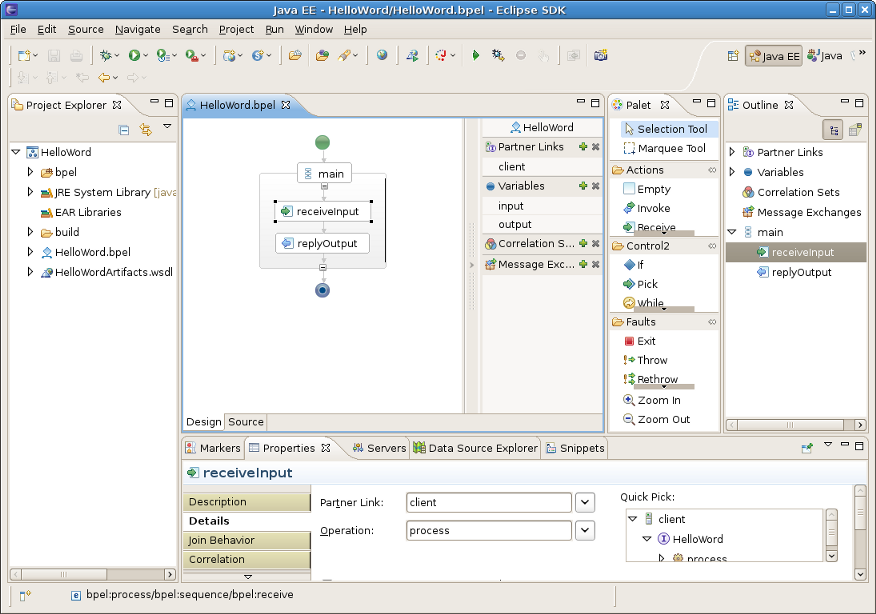 Java EE - HelloWord/HelloWord.bpel - Eclipse SDK
File Edit Source Navigate Search Project Run Window Help
Java EE Java
Project Explorer
HelloWord
bpel
JRE System Library [java
EAR Libraries
build
HelloWord.bpel
HelloWordArtifacts.wsdl
HelloWord.bpel
main
receiveInput
replyOutput
HelloWord
Partner Links
client
Variables
input
output
Correlation S...
Message Exc...
Design Source
Palet
Selection Tool
Marquee Tool
Actions
Empty
Invoke
Receive
Control2
If
Pick
While
Faults
Exit
Throw
Rethrow
Zoom In
Zoom Out
Outline
Partner Links
Variables
Correlation Sets
Message Exchanges
main
receiveInput
replyOutput
Markers Properties Servers Data Source Explorer Snippets
receiveInput
Description
Details
Join Behavior
Correlation
Partner Link: client
Operation: process
Quick Pick:
client
HelloWord
process
bpel:process/bpel:sequence/bpel:receive